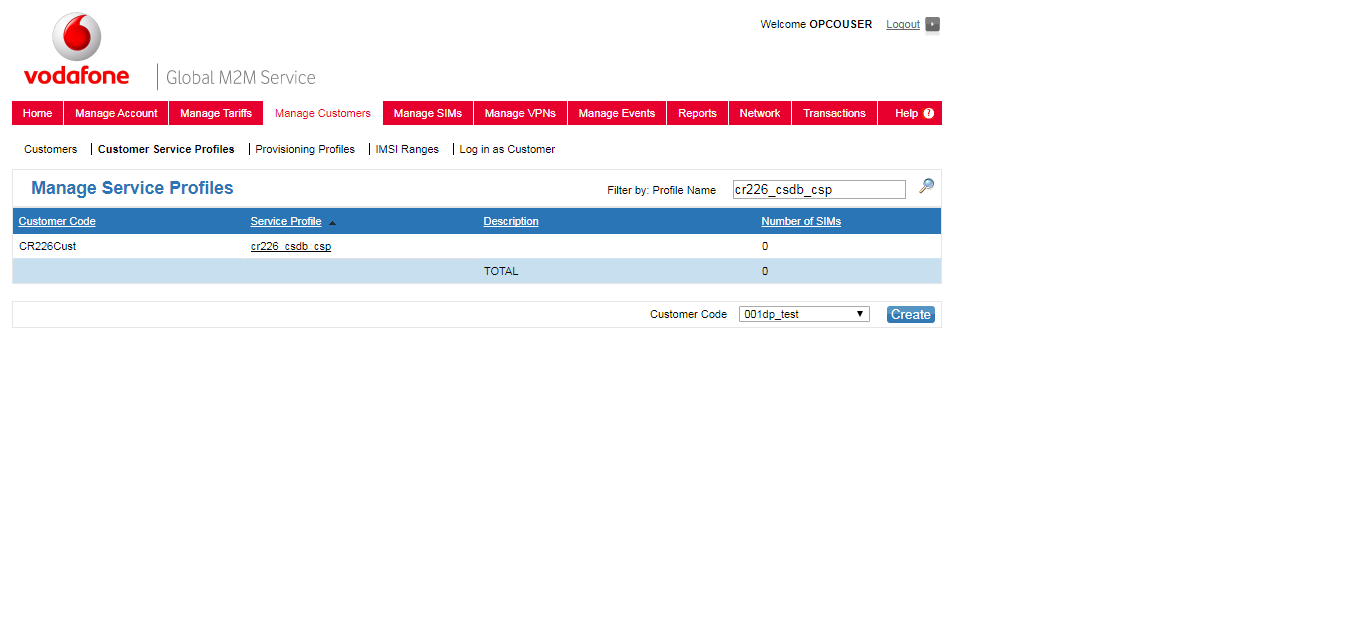 Welcome OPCOUSER Logout
vodafone Global M2M Service
Home Manage Account Manage Tariffs Manage Customers Manage SIMs Manage VPNs Manage Events Reports Network Transactions Help ?
Customers Customer Service Profiles Provisioning Profiles IMSI Ranges Log in as Customer
Manage Service Profiles Filter by: Profile Name cr226_csdb_csp
Customer Code Service Profile Description Number of SIMs
CR226Cust cr226_csdb_csp 0
TOTAL 0
Customer Code 001dp_test Create